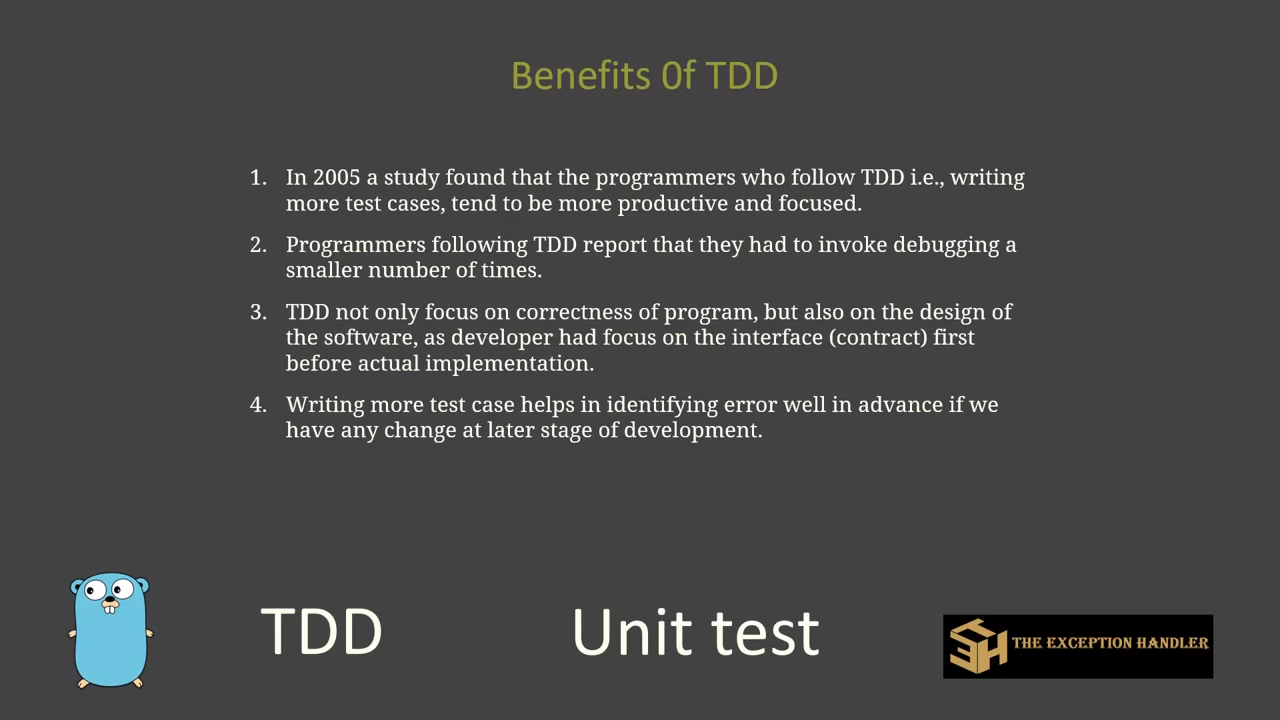 Benefits 0f TDD
1. In 2005 a study found that the programmers who follow TDD i.e., writing
more test cases, tend to be more productive and focused.
2. Programmers following TDD report that they had to invoke debugging a
smaller number of times.
3. TDD not only focus on correctness of program, but also on the design of
the software, as developer had focus on the interface (contract) first
before actual implementation.
4. Writing more test case helps in identifying error well in advance if we
have any change at later stage of development.
TDD
Unit test
TEH
THE EXCEPTION HANDLER